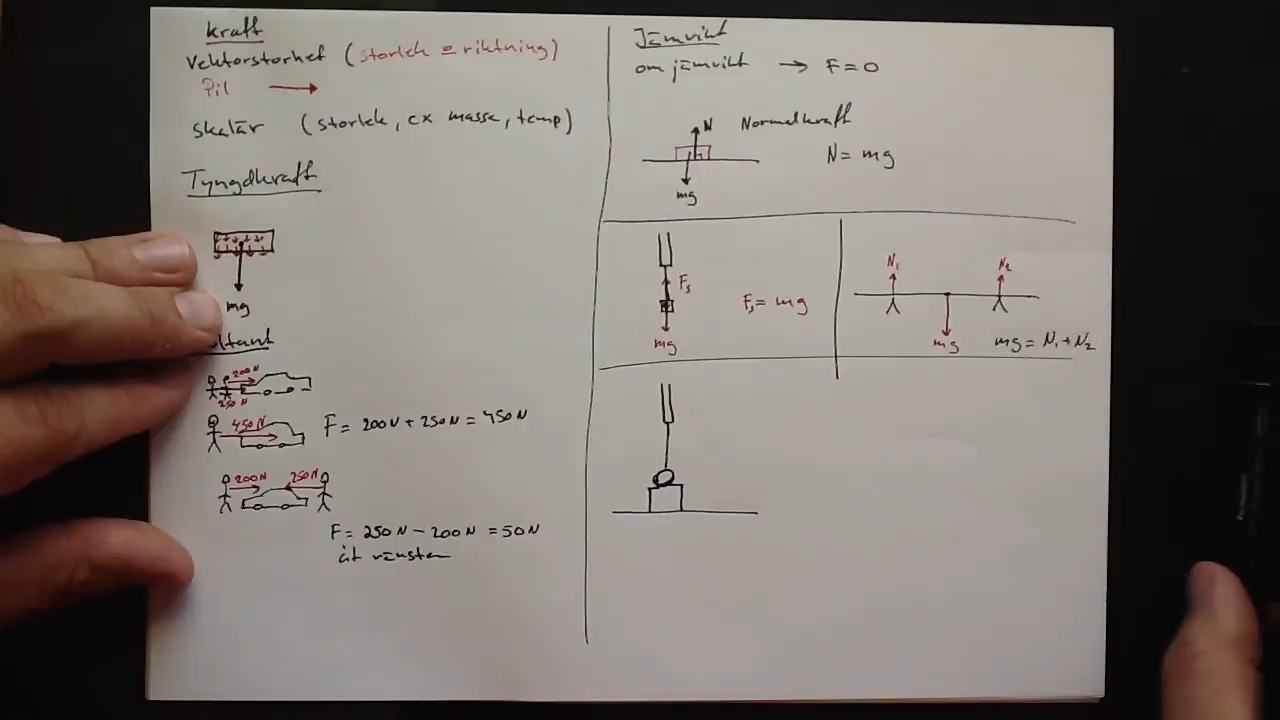 Kraft
Vektorstorhet (storlek o riktning)
Pil →
Skalär (storlek, ex massa, temp)
Tyngdkraft
mg
ltant
200N
250N
450N
F = 200N + 250N = 450N
200N 250N
F = 250N - 200N = 50N
åt vänster
Jämvikt
om jämvikt → F = 0
N Normalkraft
N = mg
mg
Fs
Fs = mg
mg
N1 N2
mg
mg = N1 + N2